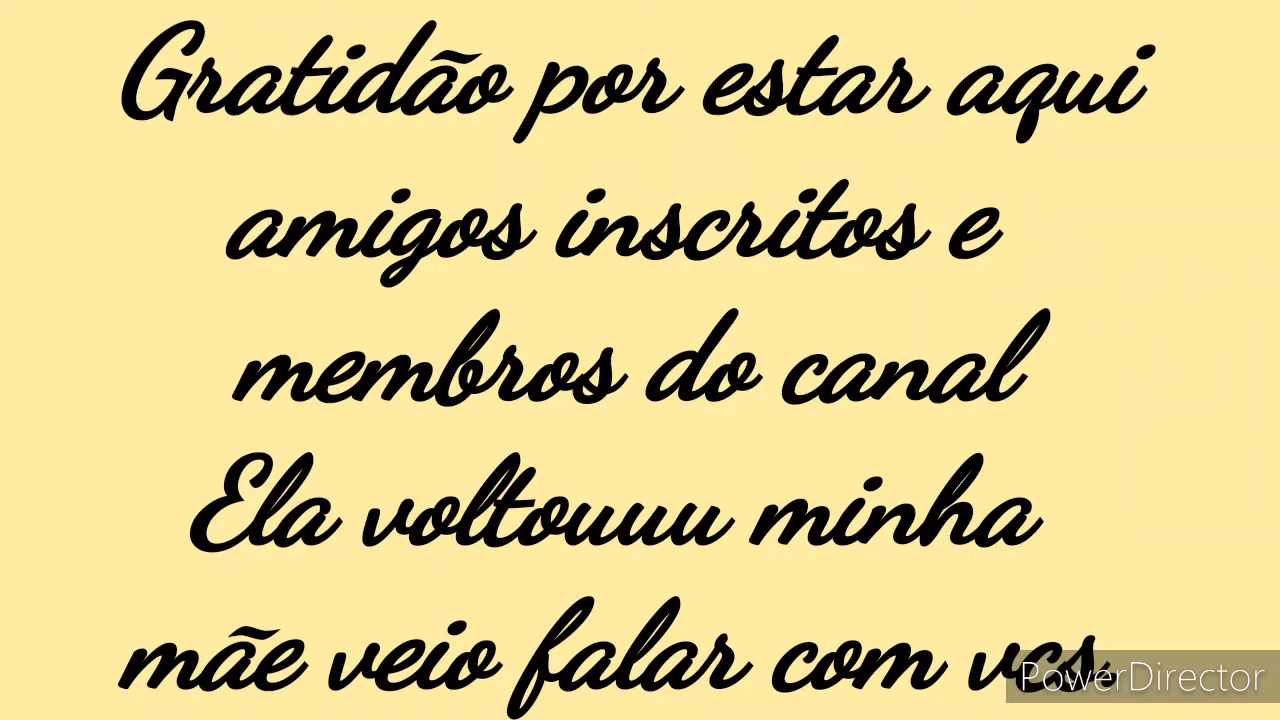 Gratidão por estar aqui
amigos inscritos e
membros do canal
Ela voltouuu minha
mãe veio falar com vcs
PowerDirector